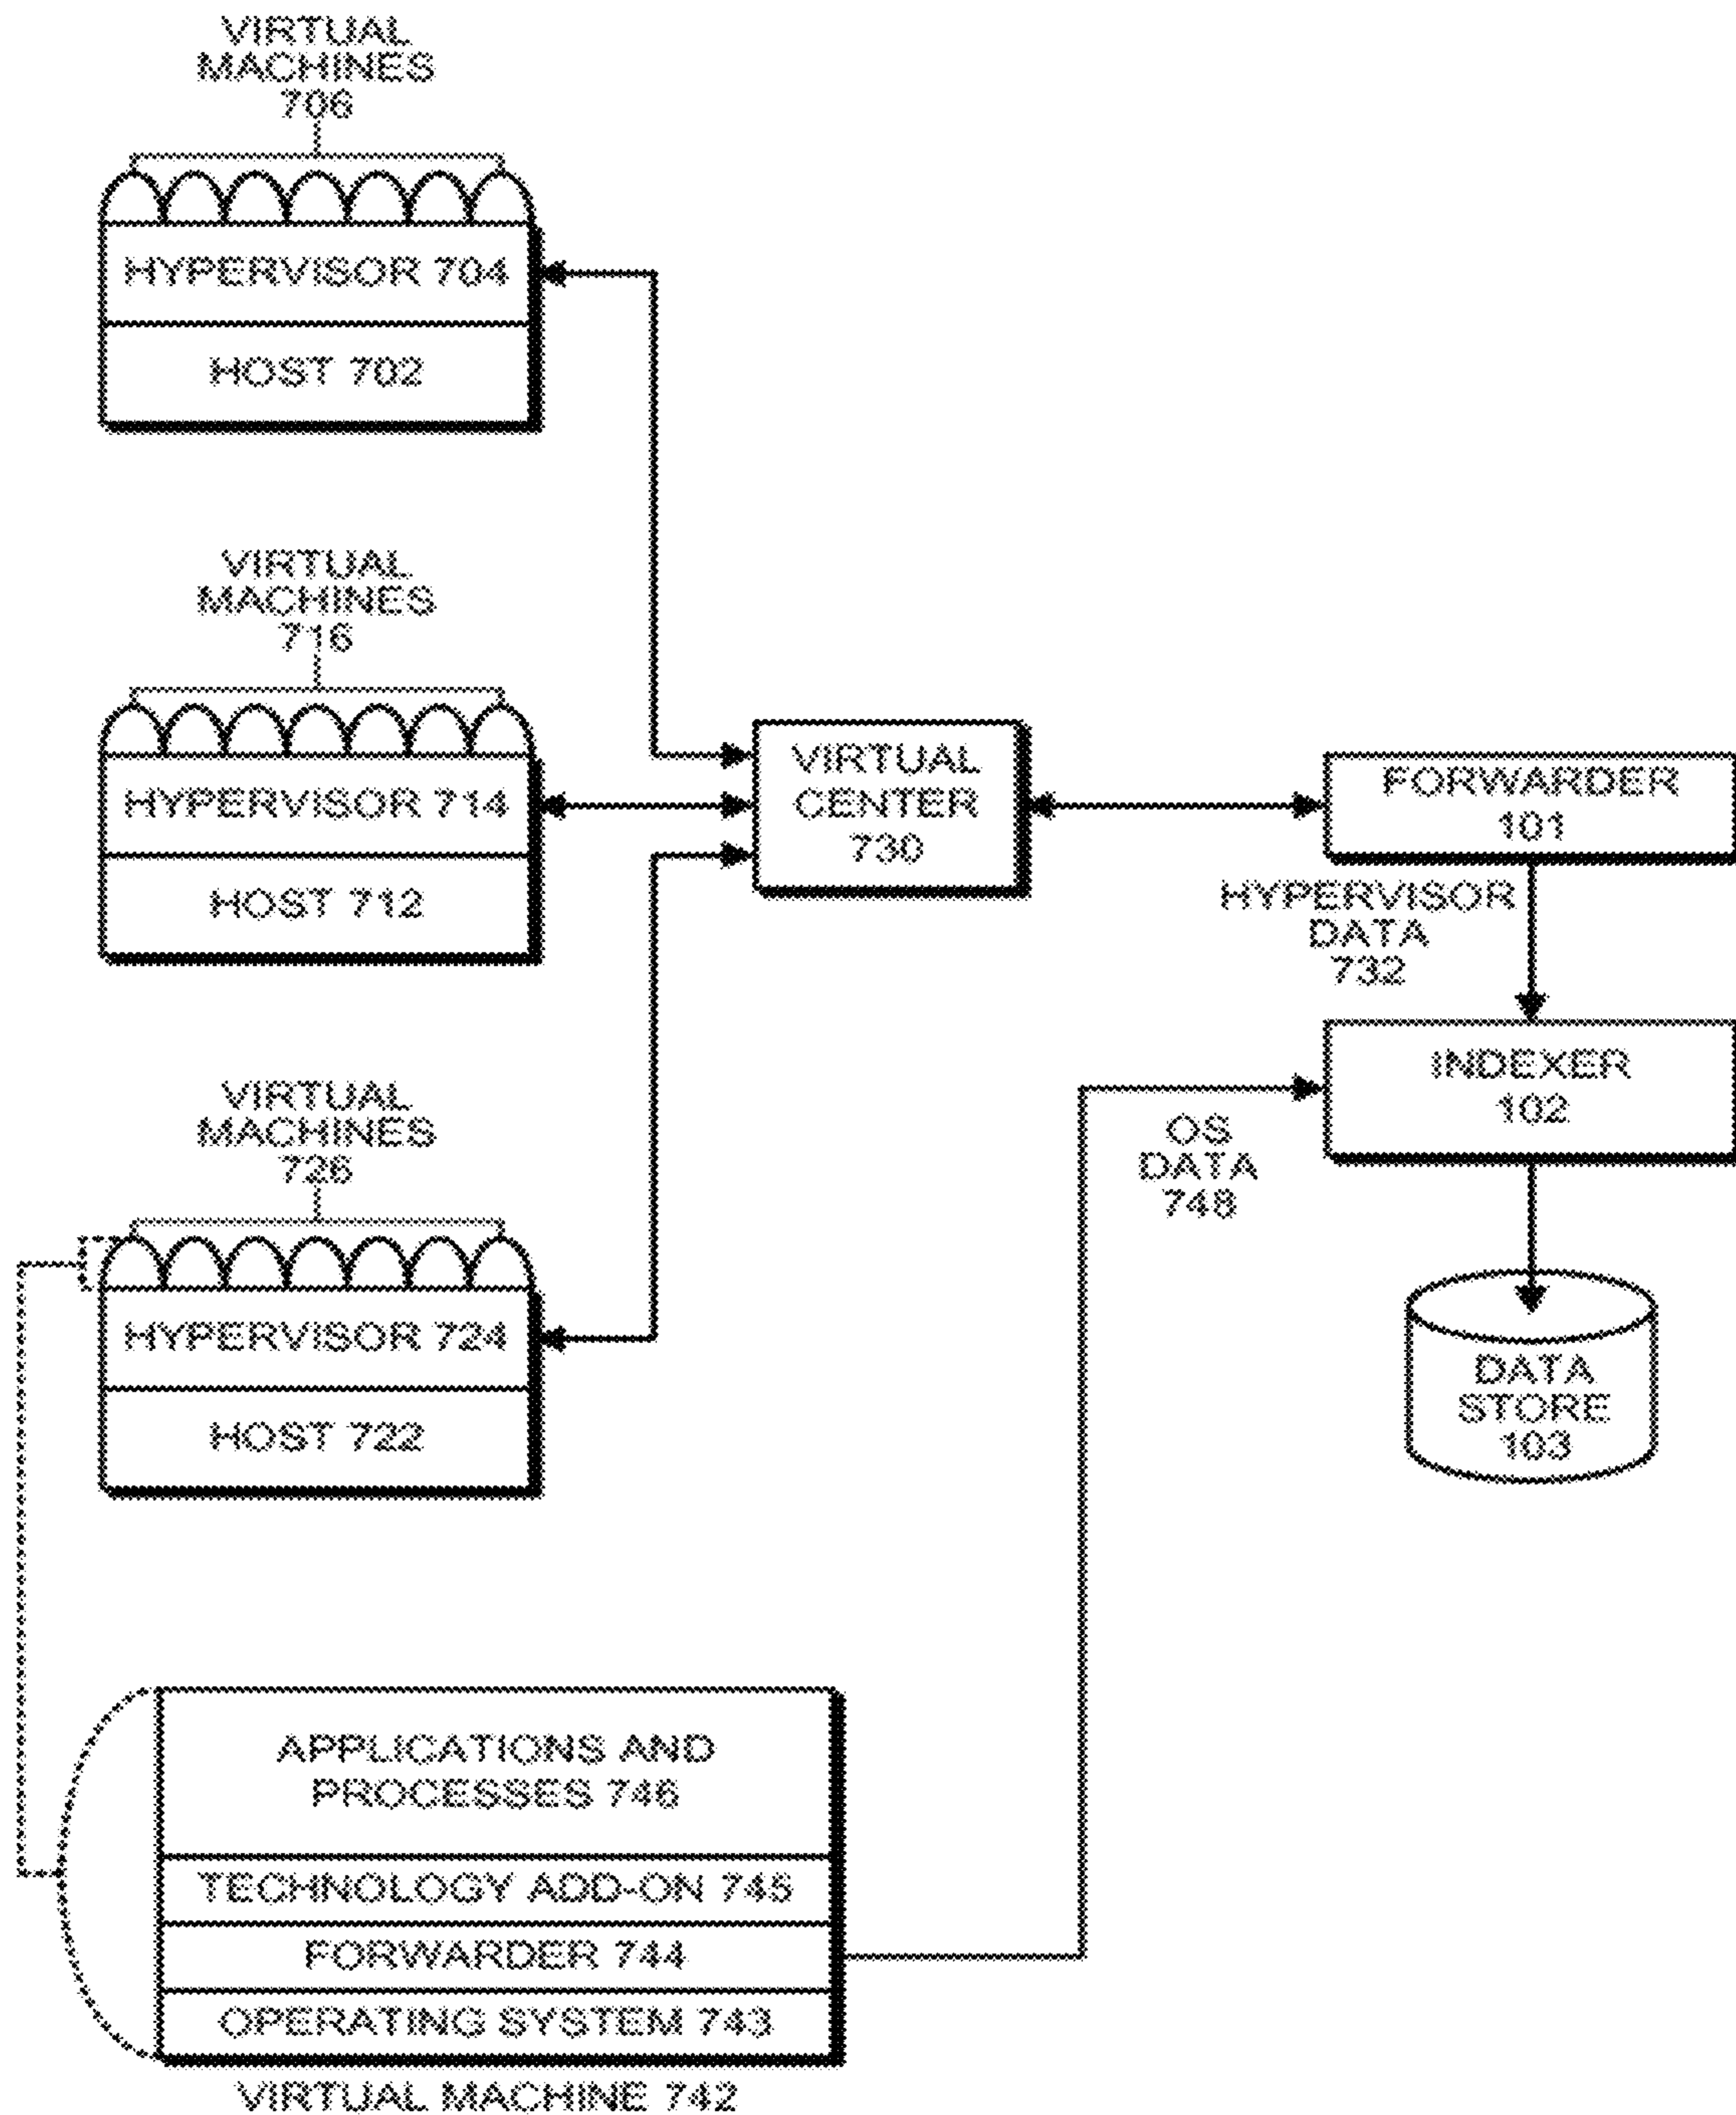 VIRTUAL
MACHINES
706
HYPERVISOR 704
HOST 702
VIRTUAL
MACHINES
716
HYPERVISOR 714
HOST 712
VIRTUAL
CENTER
730
FORWARDER
101
HYPERVISOR
DATA
732
INDEXER
102
OS
DATA
748
DATA
STORE
103
VIRTUAL
MACHINES
726
HYPERVISOR 724
HOST 722
APPLICATIONS AND
PROCESSES 746
TECHNOLOGY ADD-ON 745
FORWARDER 744
OPERATING SYSTEM 743
VIRTUAL MACHINE 742